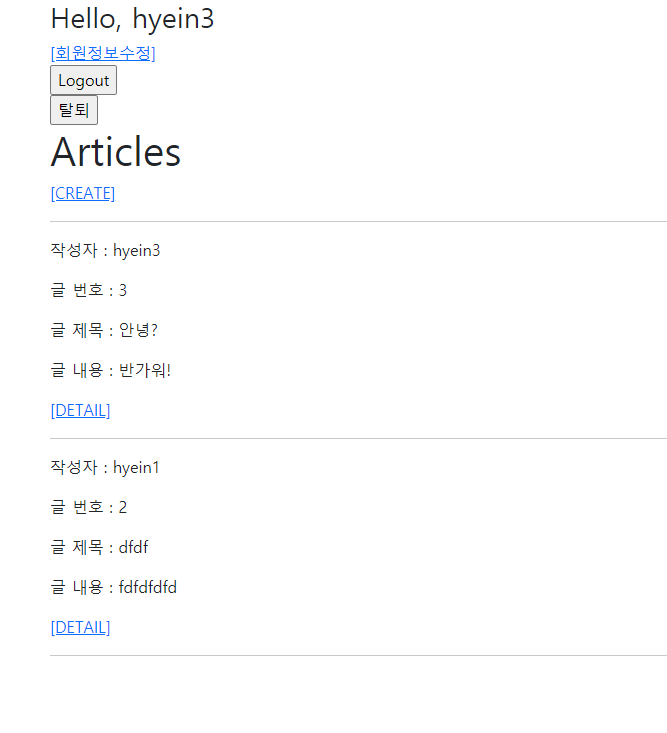 Hello, hyein3
[회원정보수정]
Logout
탈퇴
Articles
[CREATE]
작성자 : hyein3
글 번호 : 3
글 제목 : 안녕?
글 내용 : 반가워!
[DETAIL]
작성자 : hyein1
글 번호 : 2
글 제목 : dfdf
글 내용 : fdfdfdfd
[DETAIL]